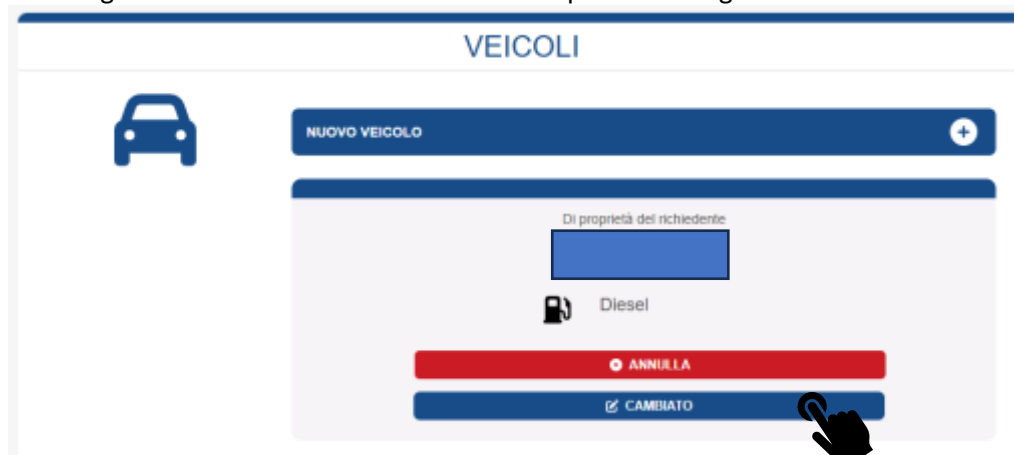 VEICOLI
NUOVO VEICOLO
Di proprietà del richiedente
Diesel
ANNULLA
CAMBIATO